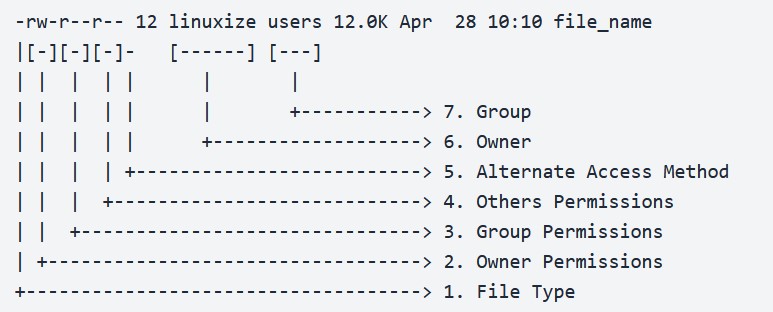 -rw-r--r-- 12 linuxize users 12.0K Apr  28 10:10 file_name
|[-][-][-]-   [------] [---]
| |  |  | |      |       |
| |  |  | |      |       +-----------> 7. Group
| |  |  | |      +-------------------> 6. Owner
| |  |  | +--------------------------> 5. Alternate Access Method
| |  |  +----------------------------> 4. Others Permissions
| |  +-------------------------------> 3. Group Permissions
| +----------------------------------> 2. Owner Permissions
+------------------------------------> 1. File Type